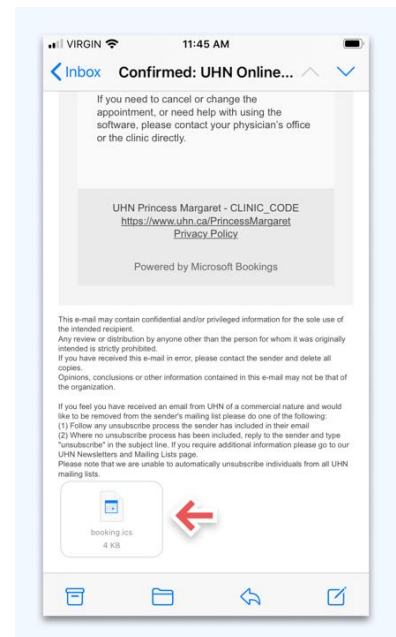 VIRGIN
11:45 AM
Inbox
Confirmed: UHN Online...
If you need to cancel or change the
appointment, or need help with using the
software, please contact your physician's office
or the clinic directly.
UHN Princess Margaret - CLINIC_CODE
https://www.uhn.ca/PrincessMargaret
Privacy Policy
Powered by Microsoft Bookings
This e-mail may contain confidential and/or privileged information for the sole use of
the intended recipient.
Any review or distribution by anyone other than the person for whom it was originally
intended is strictly prohibited.
If you have received this e-mail in error, please contact the sender and delete all
copies.
Opinions, conclusions or other information contained in this e-mail may not be that of
the organization.
If you feel you have received an email from UHN of a commercial nature and would
like to be removed from the sender's mailing list please do one of the following:
(1) Follow any unsubscribe process the sender has included in their email
(2) Where no unsubscribe process has been included, reply to the sender and type
"unsubscribe" in the subject line. If you require additional information please go to our
UHN Newsletters and Mailing Lists page.
Please note that we are unable to automatically unsubscribe individuals from all UHN
mailing lists.
booking.ics
4 KB